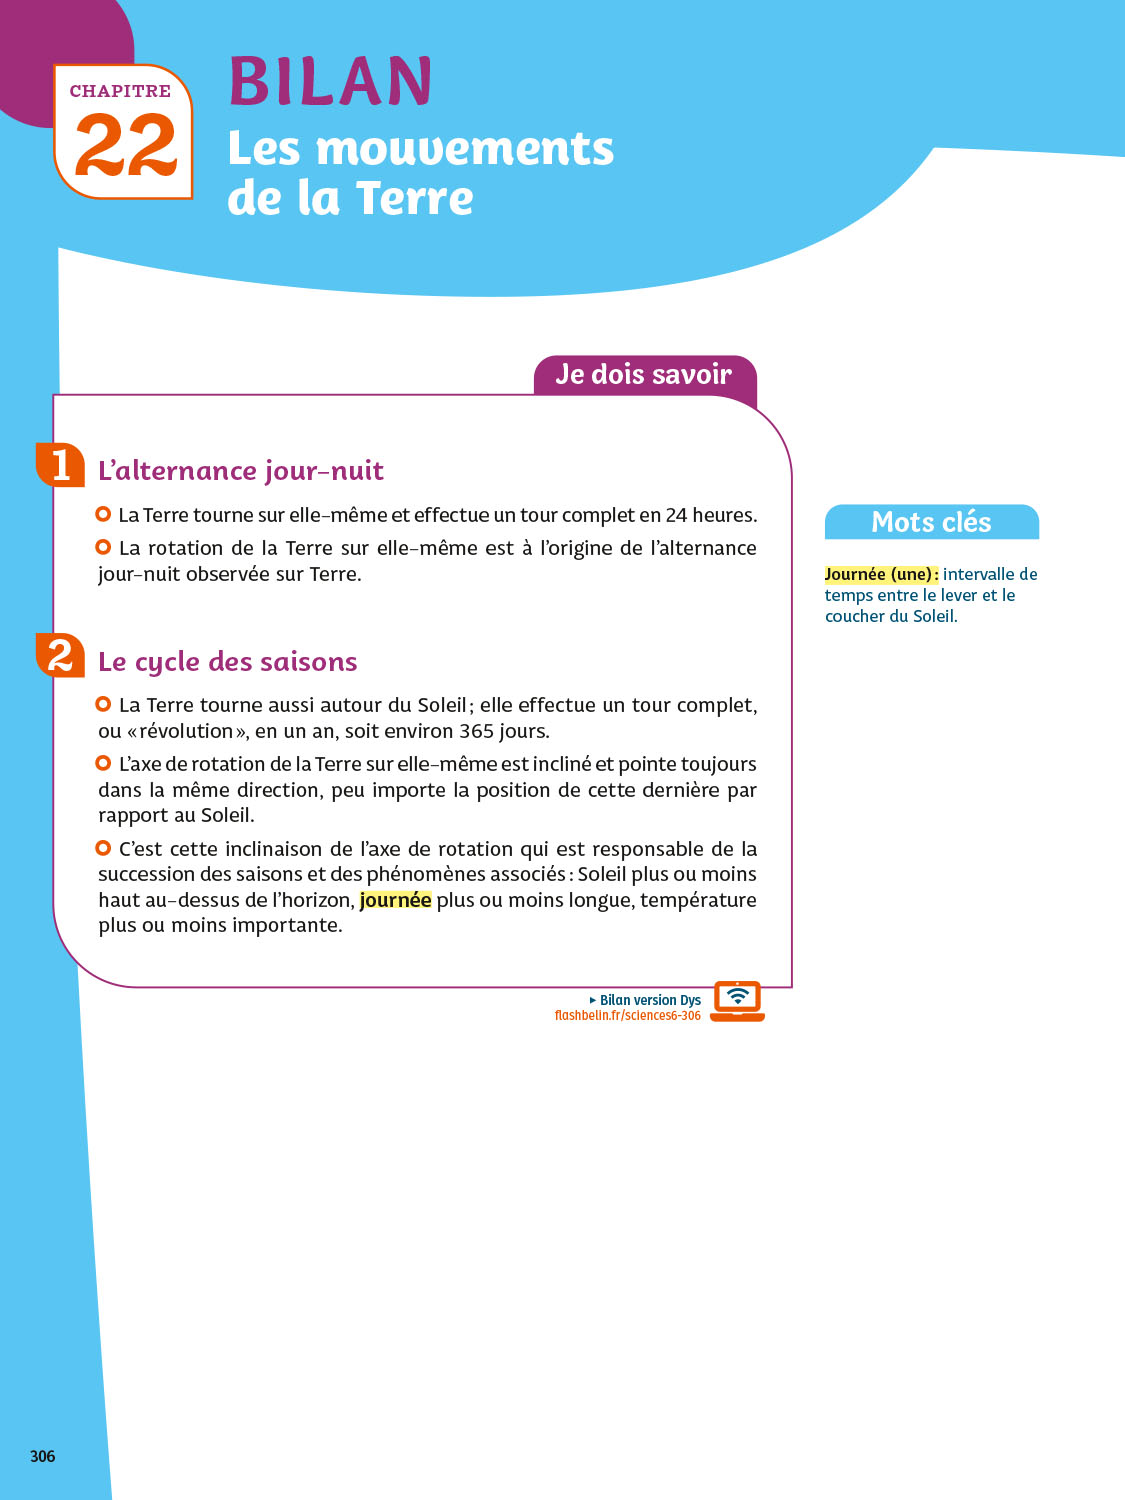 CHAPITRE
22
BILAN
Les mouvements
de la Terre
Je dois savoir
1
L’alternance jour-nuit
La Terre tourne sur elle-même et effectue un tour complet en 24 heures.
La rotation de la Terre sur elle-même est à l’origine de l’alternance
jour-nuit observée sur Terre.
2
Le cycle des saisons
La Terre tourne aussi autour du Soleil ; elle effectue un tour complet,
ou « révolution », en un an, soit environ 365 jours.
L’axe de rotation de la Terre sur elle-même est incliné et pointe toujours
dans la même direction, peu importe la position de cette dernière par
rapport au Soleil.
C’est cette inclinaison de l’axe de rotation qui est responsable de la
succession des saisons et des phénomènes associés : Soleil plus ou moins
haut au-dessus de l’horizon, journée plus ou moins longue, température
plus ou moins importante.
▸ Bilan version Dys
flashbelin.fr/sciences6-306
Mots clés
Journée (une) : intervalle de
temps entre le lever et le
coucher du Soleil.
306